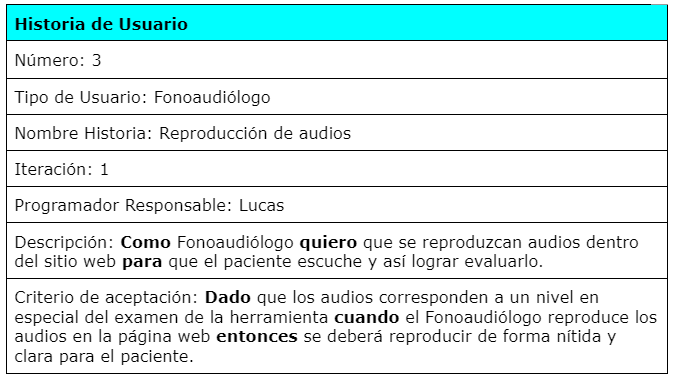 Historia de Usuario
Número: 3
Tipo de Usuario: Fonoaudiólogo
Nombre Historia: Reproducción de audios
Iteración: 1
Programador Responsable: Lucas
Descripción: Como Fonoaudiólogo quiero que se reproduzcan audios dentro
del sitio web para que el paciente escuche y así lograr evaluarlo.
Criterio de aceptación: Dado que los audios corresponden a un nivel en
especial del examen de la herramienta cuando el Fonoaudiólogo reproduce los
audios en la página web entonces se deberá reproducir de forma nítida y
clara para el paciente.